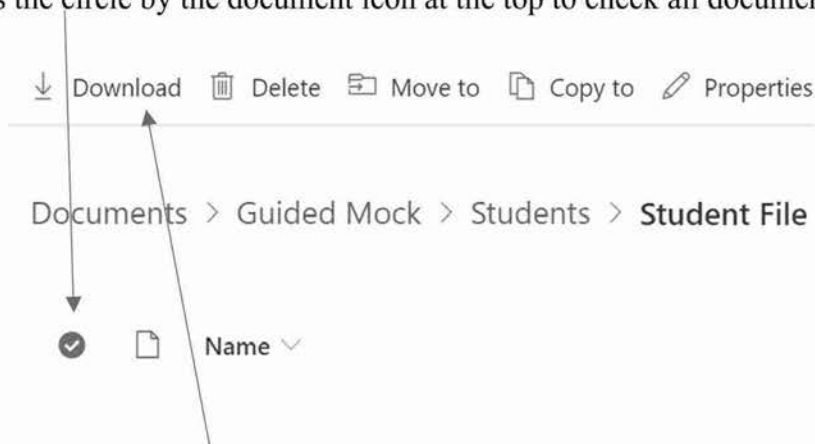 the circle by the document icon at the top to check all
Download Delete Move to Copy to Properties
Documents > Guided Mock > Students > Student File
Name